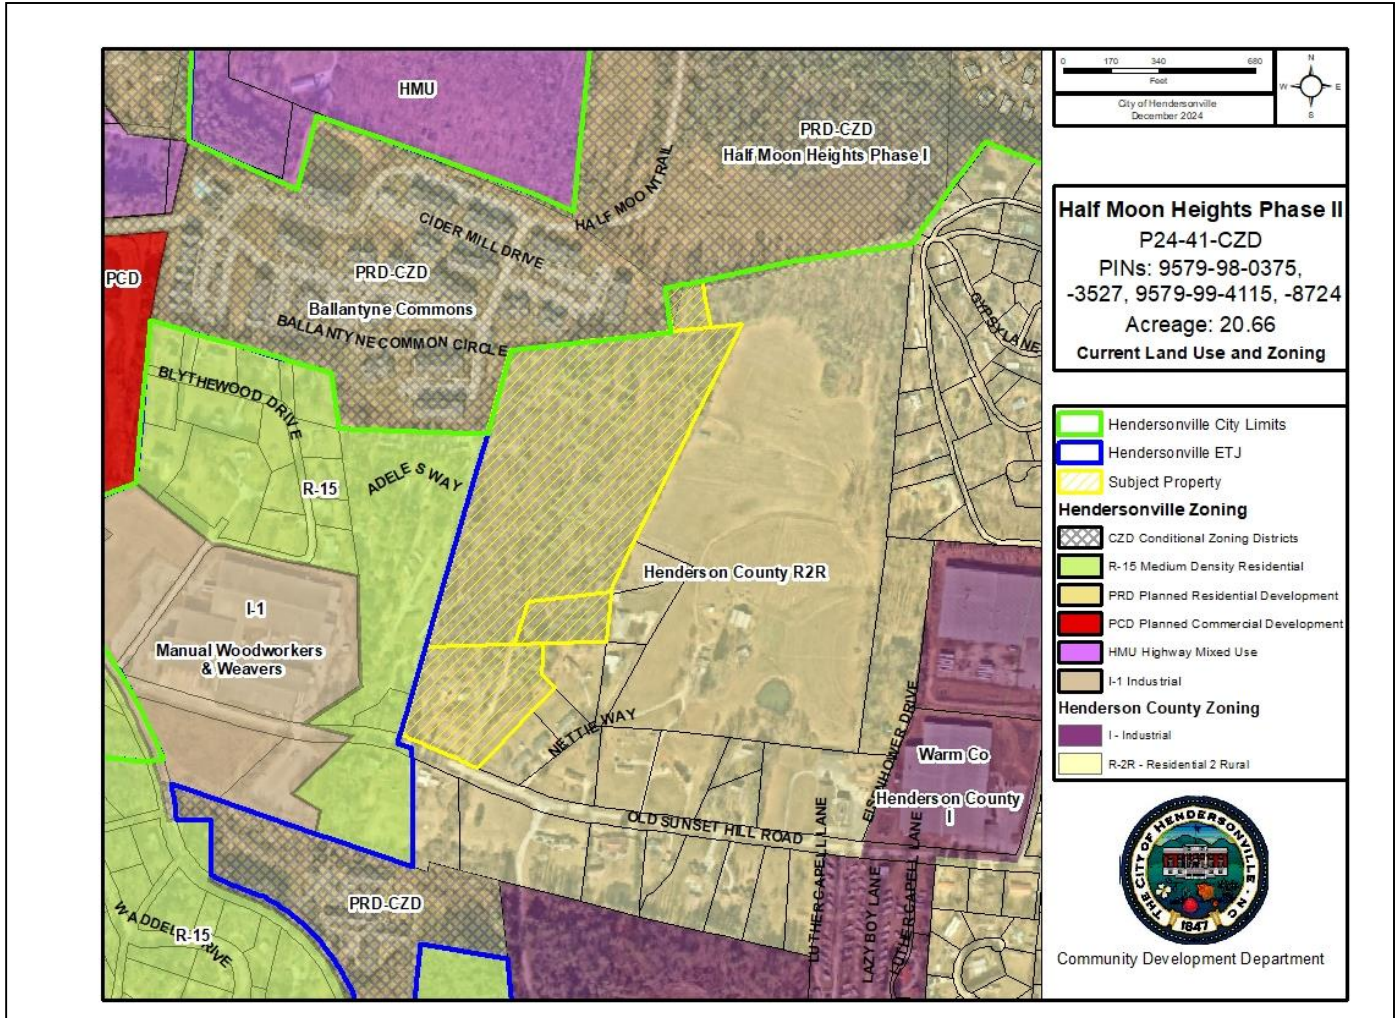 HMU
PRD-CZD
Half Moon Heights Phase I
HALF MOON TRAIL
CIDER MILL DRIVE
PRD-CZD
Ballantyne Commons
BALLANTYNE COMMON CIRCLE
PCD
GYPSY LANE
BLYTHEWOOD DRIVE
ADELE S WAY
R-15
Henderson County R2R
I-1
Manual Woodworkers
& Weavers
NETTIE WAY
EISENHOWER DRIVE
Warm Co
Henderson County
I
OLD SUNSET HILL ROAD
LUTHER CAPELL LANE
LAZY BOY LANE
LUTHER CAPELL LANE
PRD-CZD
R-15
0 170 340 680
Feet
City of Hendersonville
December 2024
N
W E
S
Half Moon Heights Phase II
P24-41-CZD
PINs: 9579-98-0375,
-3527, 9579-99-4115, -8724
Acreage: 20.66
Current Land Use and Zoning
Hendersonville City Limits
Hendersonville ETJ
Subject Property
Hendersonville Zoning
CZD Conditional Zoning Districts
R-15 Medium Density Residential
PRD Planned Residential Development
PCD Planned Commercial Development
HMU Highway Mixed Use
I-1 Industrial
Henderson County Zoning
I - Industrial
R-2R - Residential 2 Rural
THE CITY OF HENDERSONVILLE, N.C.
1847
Community Development Department